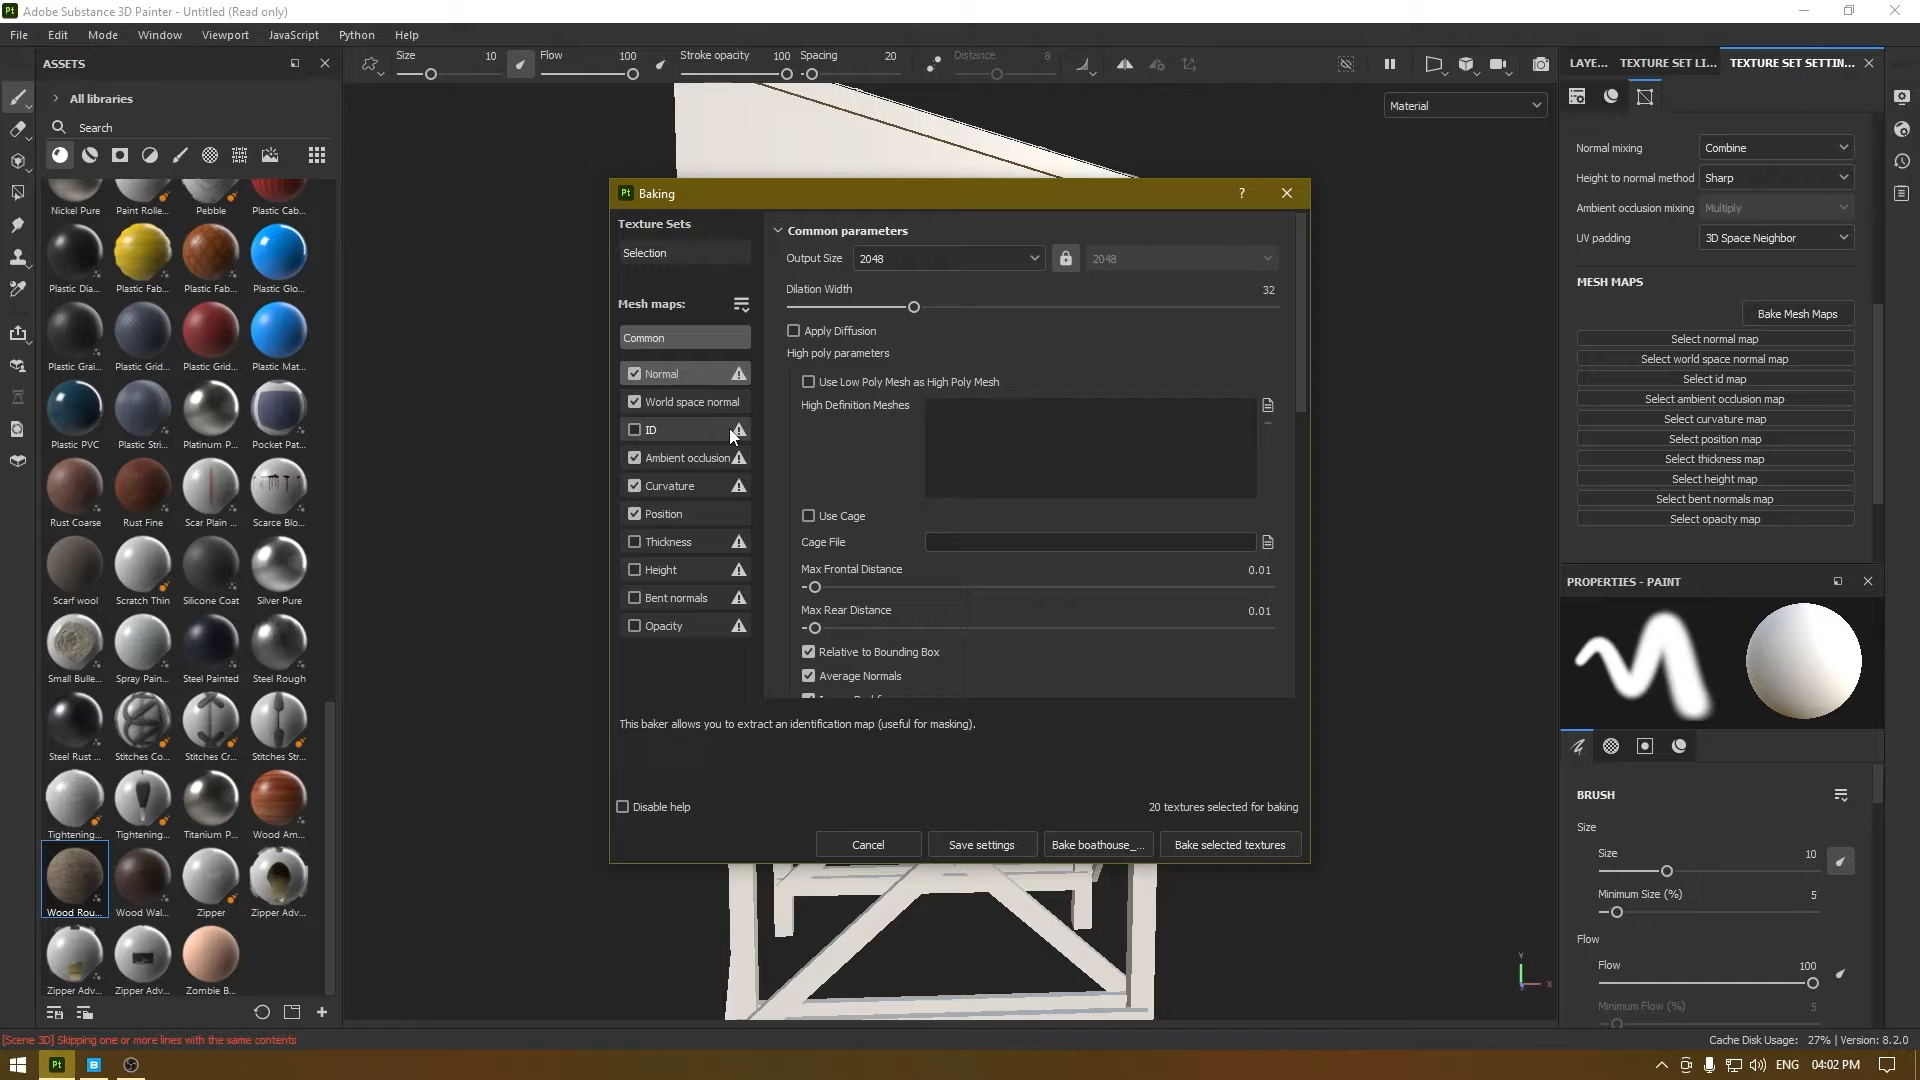 Pt Adobe Substance 3D Painter - Untitled (Read only)
File Edit Mode Window Viewport JavaScript Python Help
ASSETS
Size 10 Flow 100 Stroke opacity 100 Spacing 20 Distance 8
LAYE... TEXTURE SET LI... TEXTURE SET SETTIN...
All libraries
Search
Material
Nickel Pure Paint Rolle... Pebble Plastic Cab...
Plastic Dia... Plastic Fab... Plastic Fab... Plastic Glo...
Plastic Grai... Plastic Grid... Plastic Grid... Plastic Mat...
Plastic PVC Plastic Stri... Platinum P... Pocket Pat...
Rust Coarse Rust Fine Scar Plain ... Scarce Blo...
Scarf wool Scratch Thin Silicone Coat Silver Pure
Small Bulle... Spray Pain... Steel Painted Steel Rough
Steel Rust ... Stitches Co... Stitches Cr... Stitches Str...
Tightening... Tightening... Titanium P... Wood Am...
Wood Rou... Wood Wal... Zipper Zipper Adv...
Zipper Adv... Zipper Adv... Zombie B...
Pt Baking ?
Texture Sets
Selection
Mesh maps:
Common
Normal
World space normal
ID
Ambient occlusion
Curvature
Position
Thickness
Height
Bent normals
Opacity
Common parameters
Output Size 2048 2048
Dilation Width 32
Apply Diffusion
High poly parameters
Use Low Poly Mesh as High Poly Mesh
High Definition Meshes
Use Cage
Cage File
Max Frontal Distance 0.01
Max Rear Distance 0.01
Relative to Bounding Box
Average Normals
This baker allows you to extract an identification map (useful for masking).
Disable help 20 textures selected for baking
Cancel Save settings Bake boathouse_... Bake selected textures
Normal mixing Combine
Height to normal method Sharp
Ambient occlusion mixing Multiply
UV padding 3D Space Neighbor
MESH MAPS
Bake Mesh Maps
Select normal map
Select world space normal map
Select id map
Select ambient occlusion map
Select curvature map
Select position map
Select thickness map
Select height map
Select bent normals map
Select opacity map
PROPERTIES - PAINT
BRUSH
Size
Size 10
Minimum Size (%) 5
Flow
Flow 100
Minimum Flow (%) 5
Y
X
[Scene 3D] Skipping one or more lines with the same contents
Cache Disk Usage: 27% | Version: 8.2.0
Pt ENG 04:02 PM